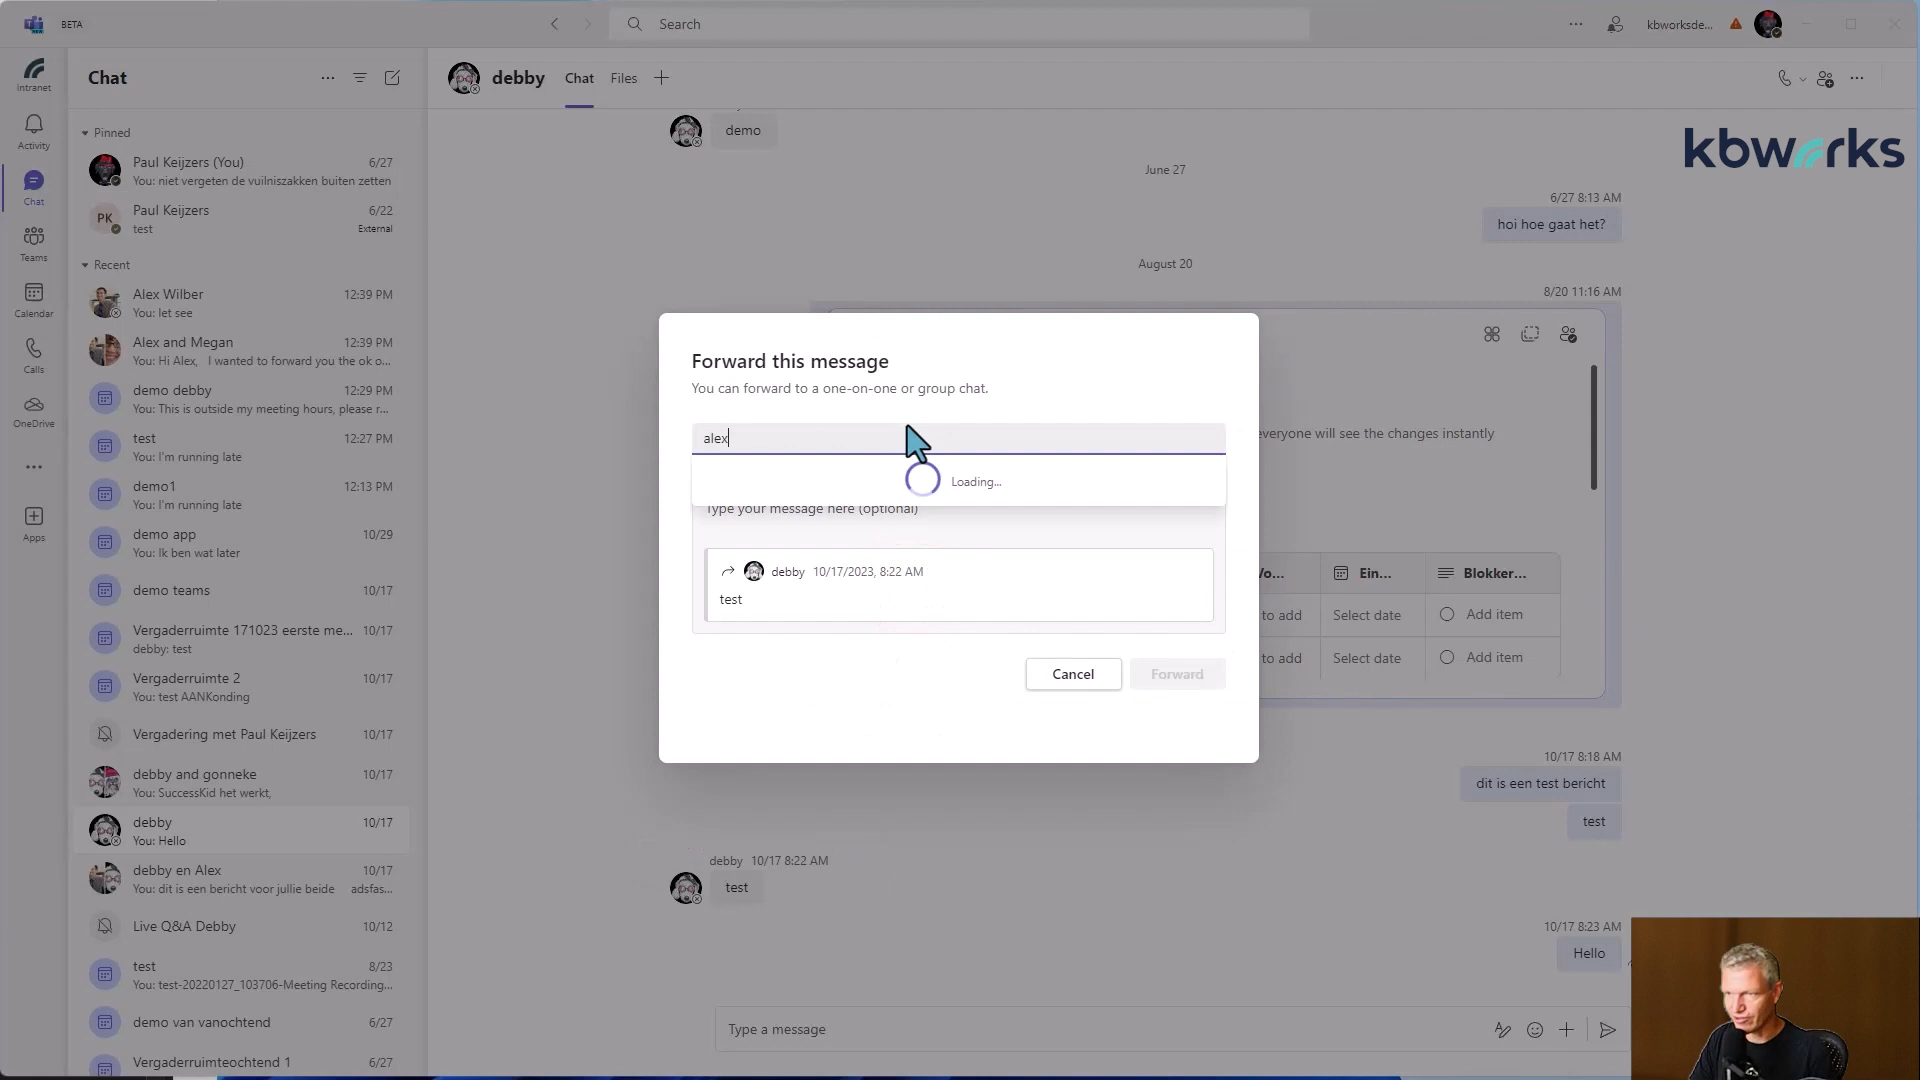 BETA
Search
kbworksde...
Intranet
Activity
Chat
Teams
Calendar
Calls
OneDrive
Apps
Chat
Pinned
Paul Keijzers (You) 6/27
You: niet vergeten de vuilniszakken buiten zetten
PK
Paul Keijzers 6/22
test External
Recent
Alex Wilber 12:39 PM
You: let see
Alex and Megan 12:39 PM
You: Hi Alex, I wanted to forward you the ok o...
demo debby 12:29 PM
You: This is outside my meeting hours, please r...
test 12:27 PM
You: I'm running late
demo1 12:13 PM
You: I'm running late
demo app 10/29
You: Ik ben wat later
demo teams 10/17
Vergaderruimte 171023 eerste me... 10/17
debby: test
Vergaderruimte 2 10/17
You: test AANKonding
Vergadering met Paul Keijzers 10/17
debby and gonneke 10/17
You: SuccessKid het werkt,
debby 10/17
You: Hello
debby en Alex 10/17
You: dit is een bericht voor jullie beide adsfas...
Live Q&A Debby 10/12
test 8/23
You: test-20220127_103706-Meeting Recording...
demo van vanochtend 6/27
Vergaderruimteochtend 1 6/27
debby Chat Files
kbworks
demo
June 27
6/27 8:13 AM
hoi hoe gaat het?
August 20
8/20 11:16 AM
everyone will see the changes instantly
Vo... Ein... Blokker...
to add Select date Add item
to add Select date Add item
Forward this message
You can forward to a one-on-one or group chat.
alex
Loading...
Type your message here (optional)
debby 10/17/2023, 8:22 AM
test
Cancel Forward
10/17 8:18 AM
dit is een test bericht
test
debby 10/17 8:22 AM
test
10/17 8:23 AM
Hello
Type a message